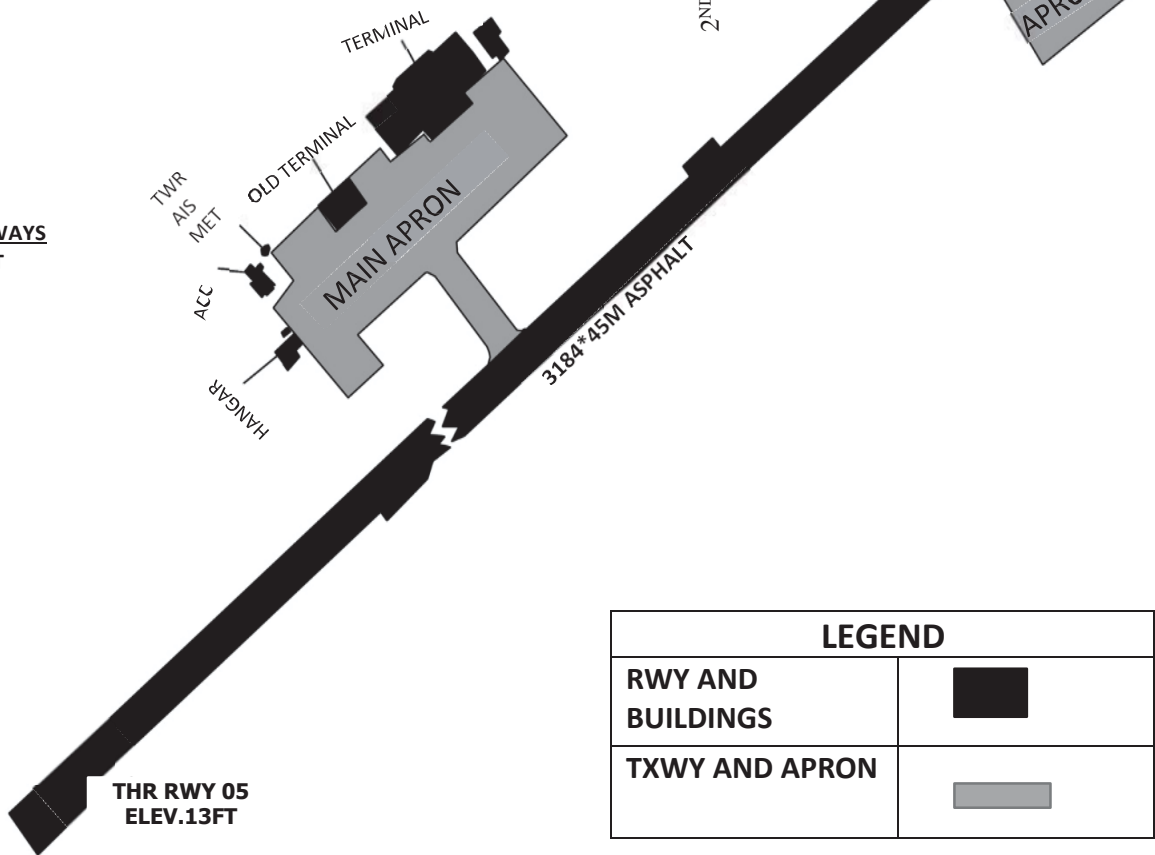 TERMINAL
2ND
OLD TERMINAL
TWR
AIS
MET
MAIN APRON
ACC
HANGAR
3184*45M ASPHALT
THR RWY 05
ELEV.13FT
LEGEND
RWY AND
BUILDINGS
TXWY AND APRON